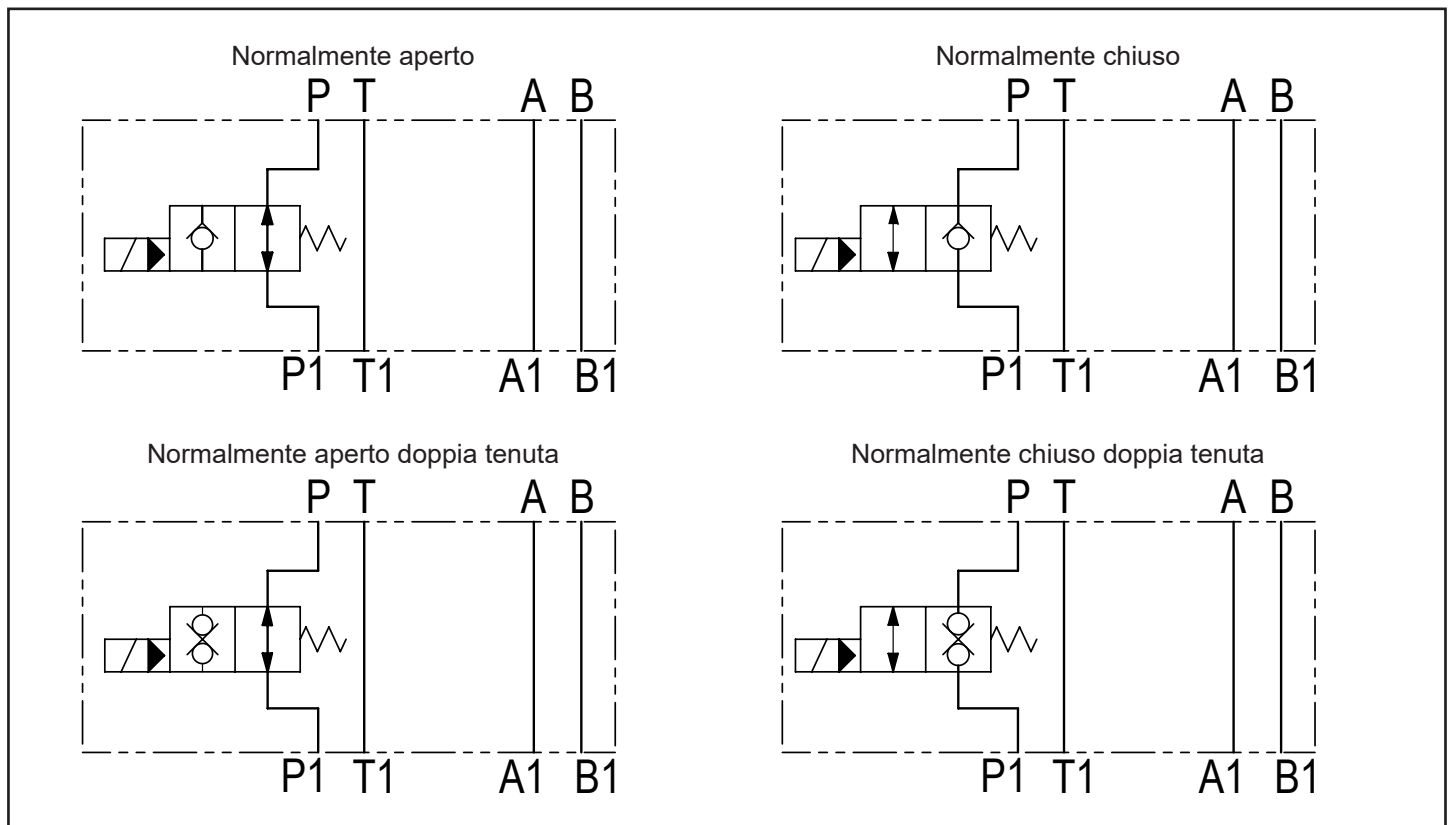 Normalmente aperto
P T A B
P1 T1 A1 B1
Normalmente chiuso
P T A B
P1 T1 A1 B1
Normalmente aperto doppia tenuta
P T A B
P1 T1 A1 B1
Normalmente chiuso doppia tenuta
P T A B
P1 T1 A1 B1